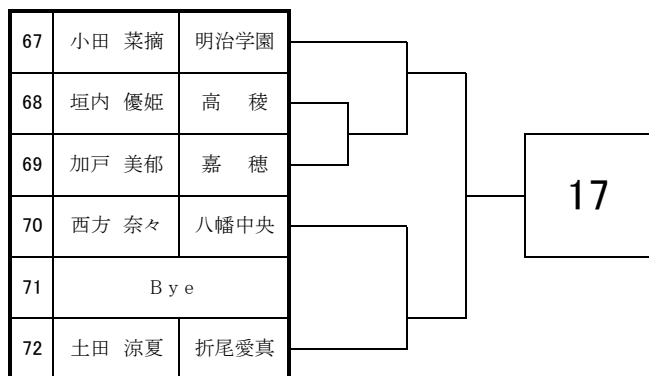 67 小田 菜摘 明治学園
68 垣内 優姫 高 稜
69 加戸 美郁 嘉 穂
70 西方 奈々 八幡中央
71 Bye
72 土田 涼夏 折尾愛真
17